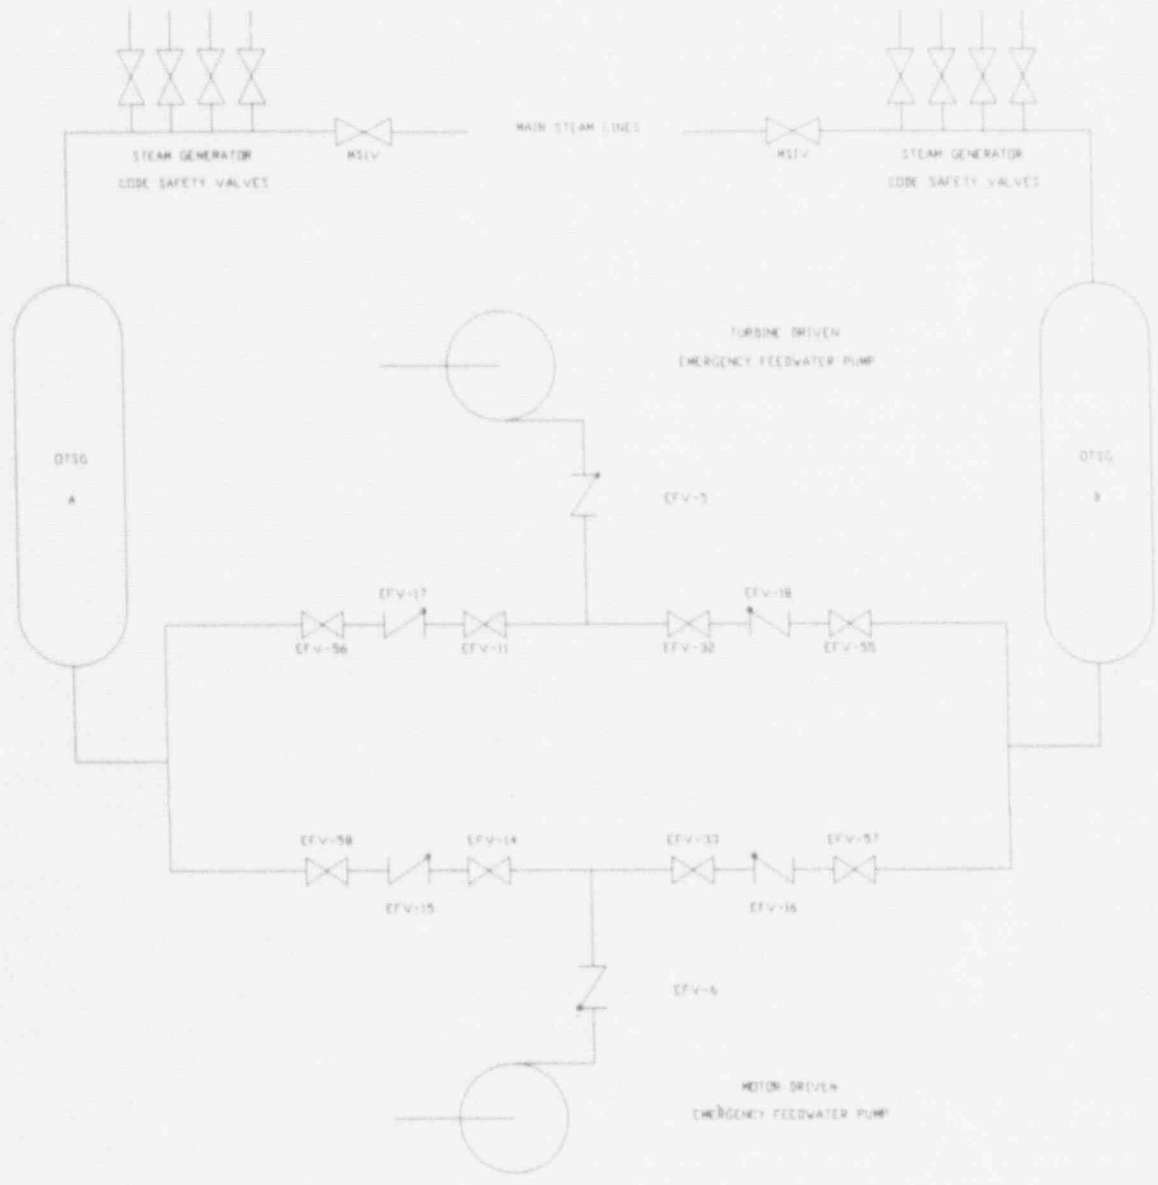 MAIN STEAM LINES
MSIV
MSIV
STEAM GENERATOR
CODE SAFETY VALVES
STEAM GENERATOR
CODE SAFETY VALVES
TURBINE DRIVEN
EMERGENCY FEEDWATER PUMP
OTSG
A
OTSG
B
EFV-5
EFV-17
EFV-18
EFV-56
EFV-11
EFV-32
EFV-55
EFV-58
EFV-14
EFV-33
EFV-57
EFV-15
EFV-16
EFV-6
MOTOR DRIVEN
EMERGENCY FEEDWATER PUMP